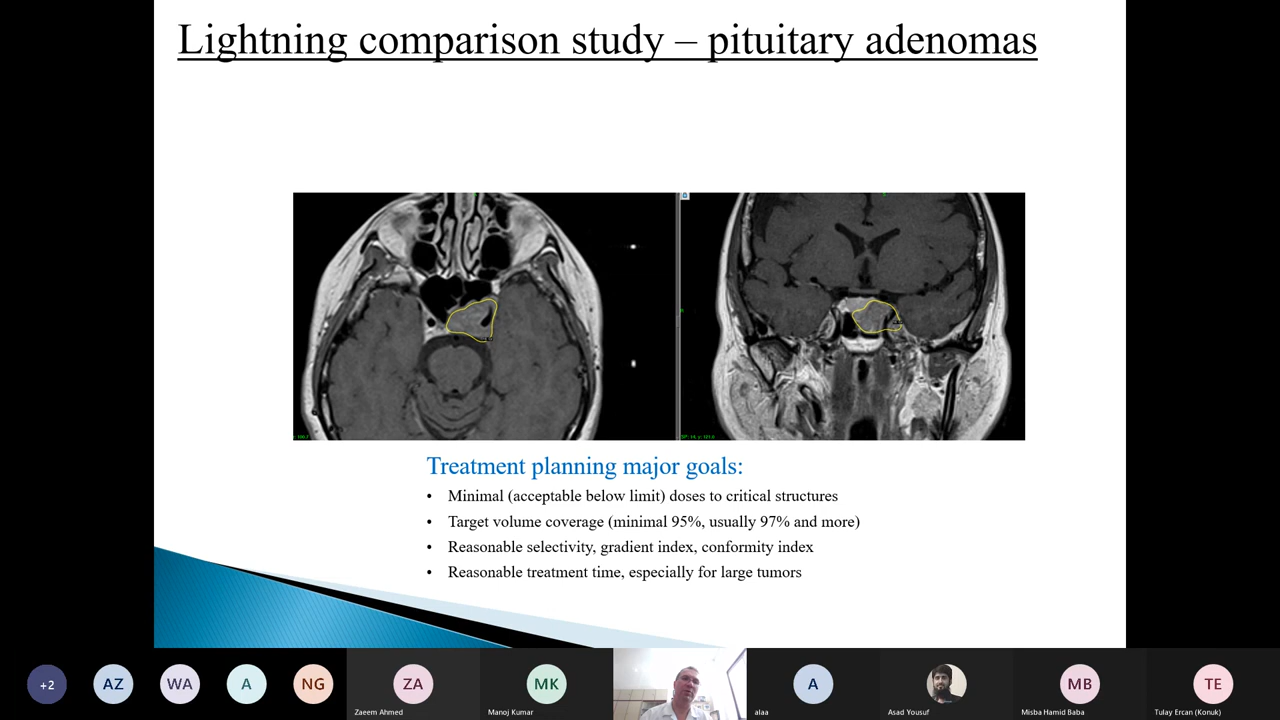 Lightning comparison study – pituitary adenomas
Treatment planning major goals:
• Minimal (acceptable below limit) doses to critical structures
• Target volume coverage (minimal 95%, usually 97% and more)
• Reasonable selectivity, gradient index, conformity index
• Reasonable treatment time, especially for large tumors
+2
AZ
WA
A
NG
ZA
MK
A
MB
TE
Zaeem Ahmed
Manoj Kumar
alaa
Asad Yousuf
Misba Hamid Baba
Tulay Ercan (Konuk)